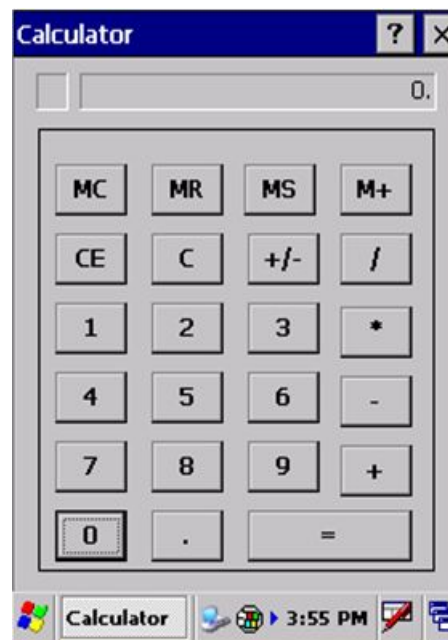 Calculator ? ×
0.
MC MR MS M+
CE C +/- /
1 2 3 *
4 5 6 -
7 8 9 +
0 . =
Calculator 3:55 PM